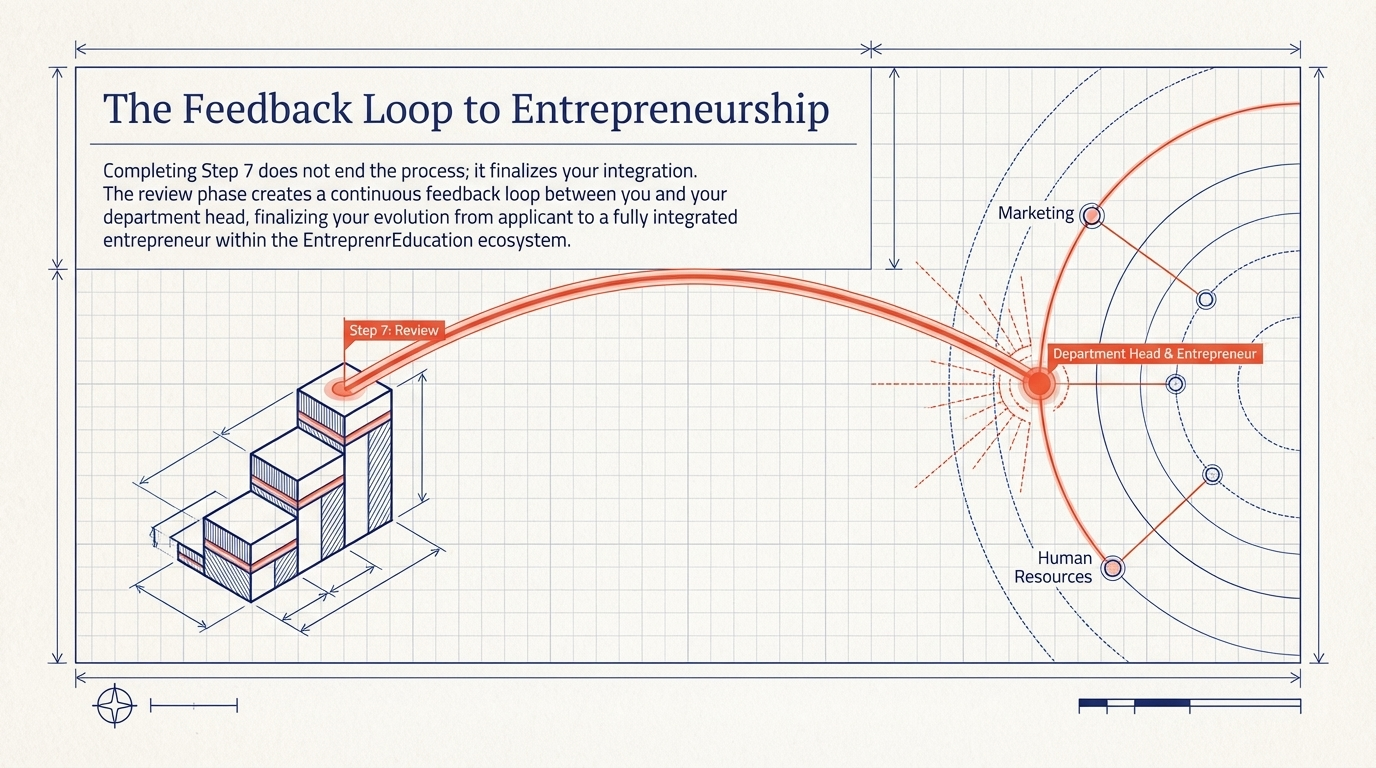 The Feedback Loop to Entrepreneurship
Completing Step 7 does not end the process; it finalizes your integration.
The review phase creates a continuous feedback loop between you and your
department head, finalizing your evolution from applicant to a fully integrated
entrepreneur within the EntreprenrEducation ecosystem.
Step 7: Review
Marketing
Department Head & Entrepreneur
Human
Resources